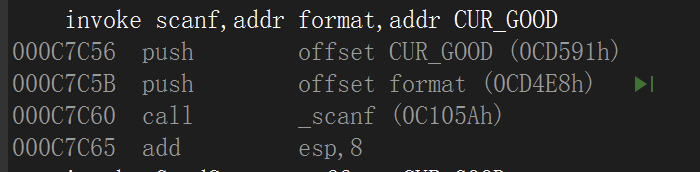 invoke scanf,addr format,addr CUR_GOOD
000C7C56 push offset CUR_GOOD (0CD591h)
000C7C5B push offset format (0CD4E8h)
000C7C60 call _scanf (0C105Ah)
000C7C65 add esp,8